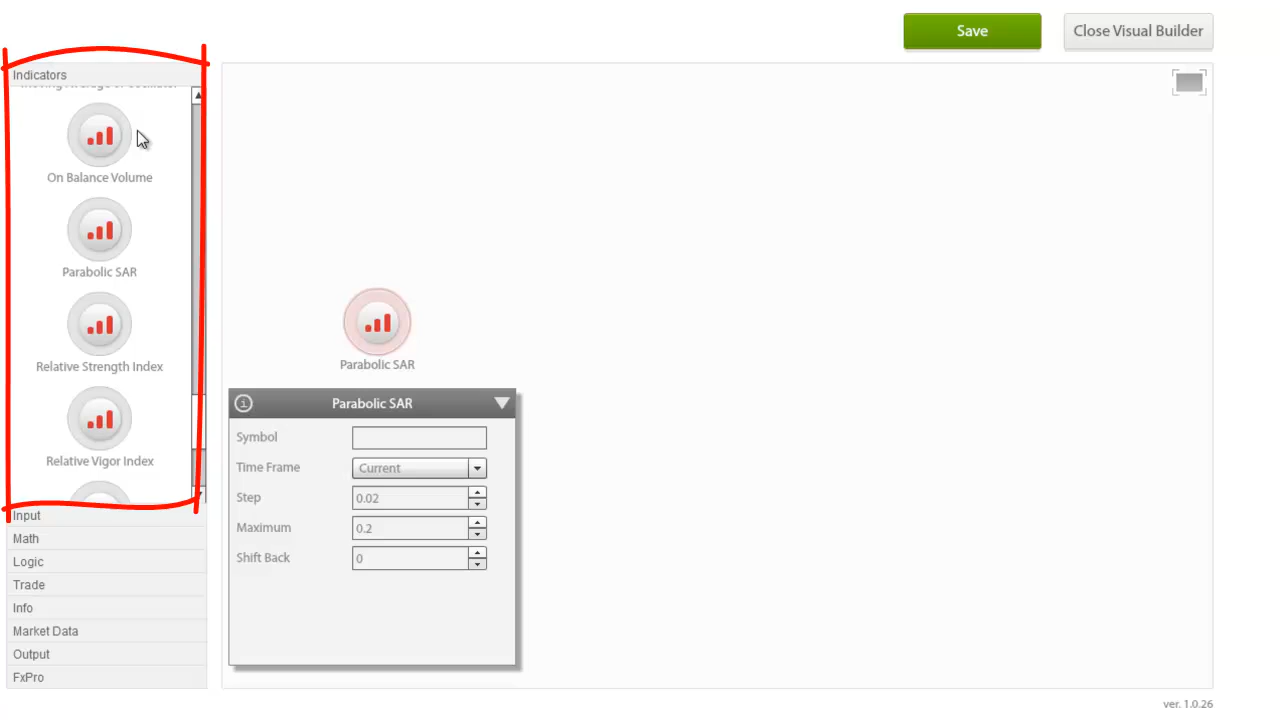 Save
Close Visual Builder
Indicators
On Balance Volume
Parabolic SAR
Relative Strength Index
Relative Vigor Index
Input
Math
Logic
Trade
Info
Market Data
Output
FxPro
Parabolic SAR
Parabolic SAR
Symbol
Time Frame Current
Step 0.02
Maximum 0.2
Shift Back 0
ver. 1.0.26